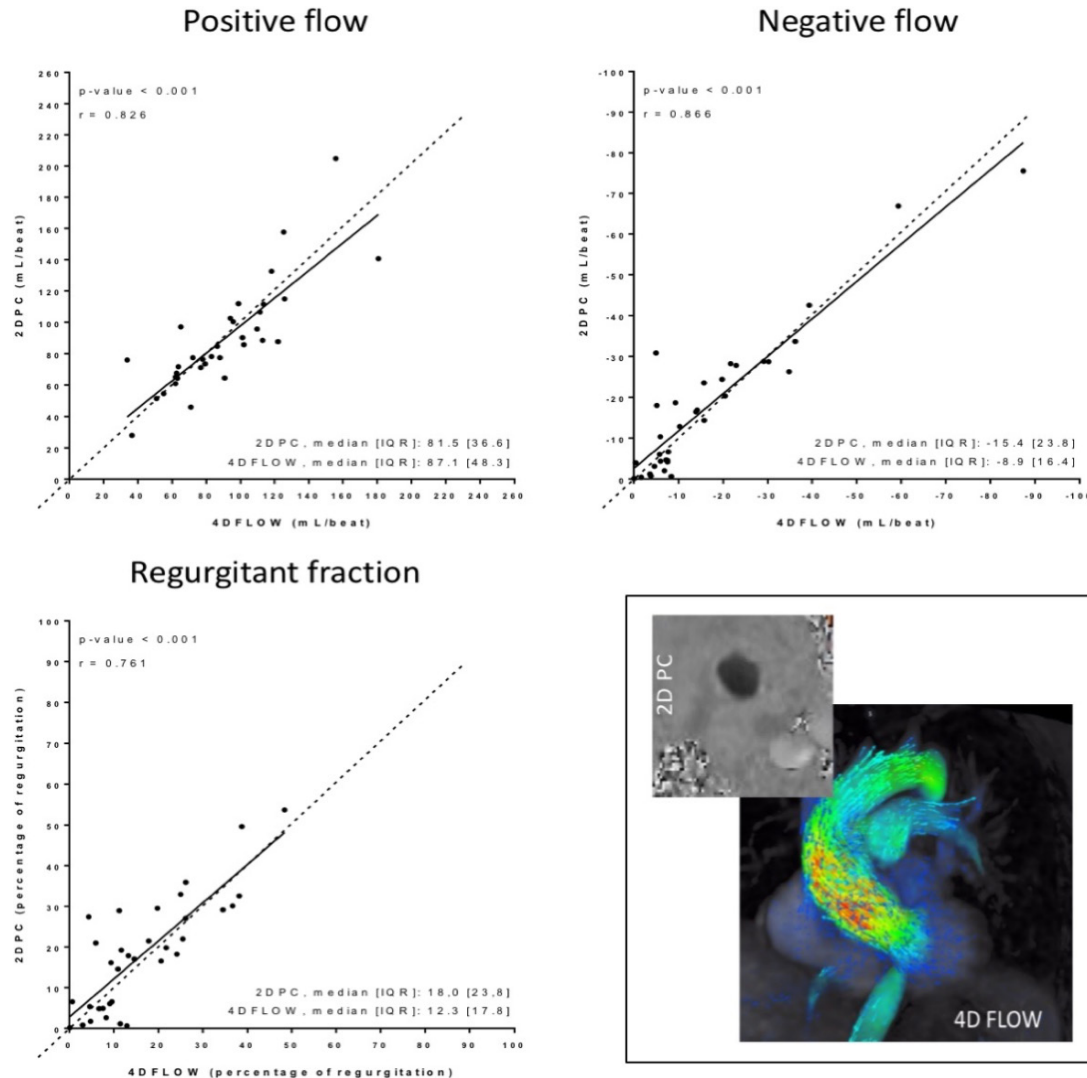 Positive flow
p-value < 0.001
r = 0.826
260
240
220
200
180
160
140
120
100
80
60
40
20
0
2DPC (mL/beat)
2DPC, median [IQR]: 81.5 [36.6]
4DFLOW, median [IQR]: 87.1 [48.3]
0 20 40 60 80 100 120 140 160 180 200 220 240 260
4DFLOW (mL/beat)
Negative flow
p-value < 0.001
r = 0.866
-100
-90
-80
-70
-60
-50
-40
-30
-20
-10
0
2DPC (mL/beat)
2DPC, median [IQR]: -15.4 [23.8]
4DFLOW, median [IQR]: -8.9 [16.4]
0 -10 -20 -30 -40 -50 -60 -70 -80 -90 -100
4DFLOW (mL/beat)
Regurgitant fraction
p-value < 0.001
r = 0.761
100
90
80
70
60
50
40
30
20
10
0
2DPC (percentage of regurgitation)
2DPC, median [IQR]: 18.0 [23.8]
4DFLOW, median [IQR]: 12.3 [17.8]
0 10 20 30 40 50 60 70 80 90 100
4DFLOW (percentage of regurgitation)
2D PC
4D FLOW